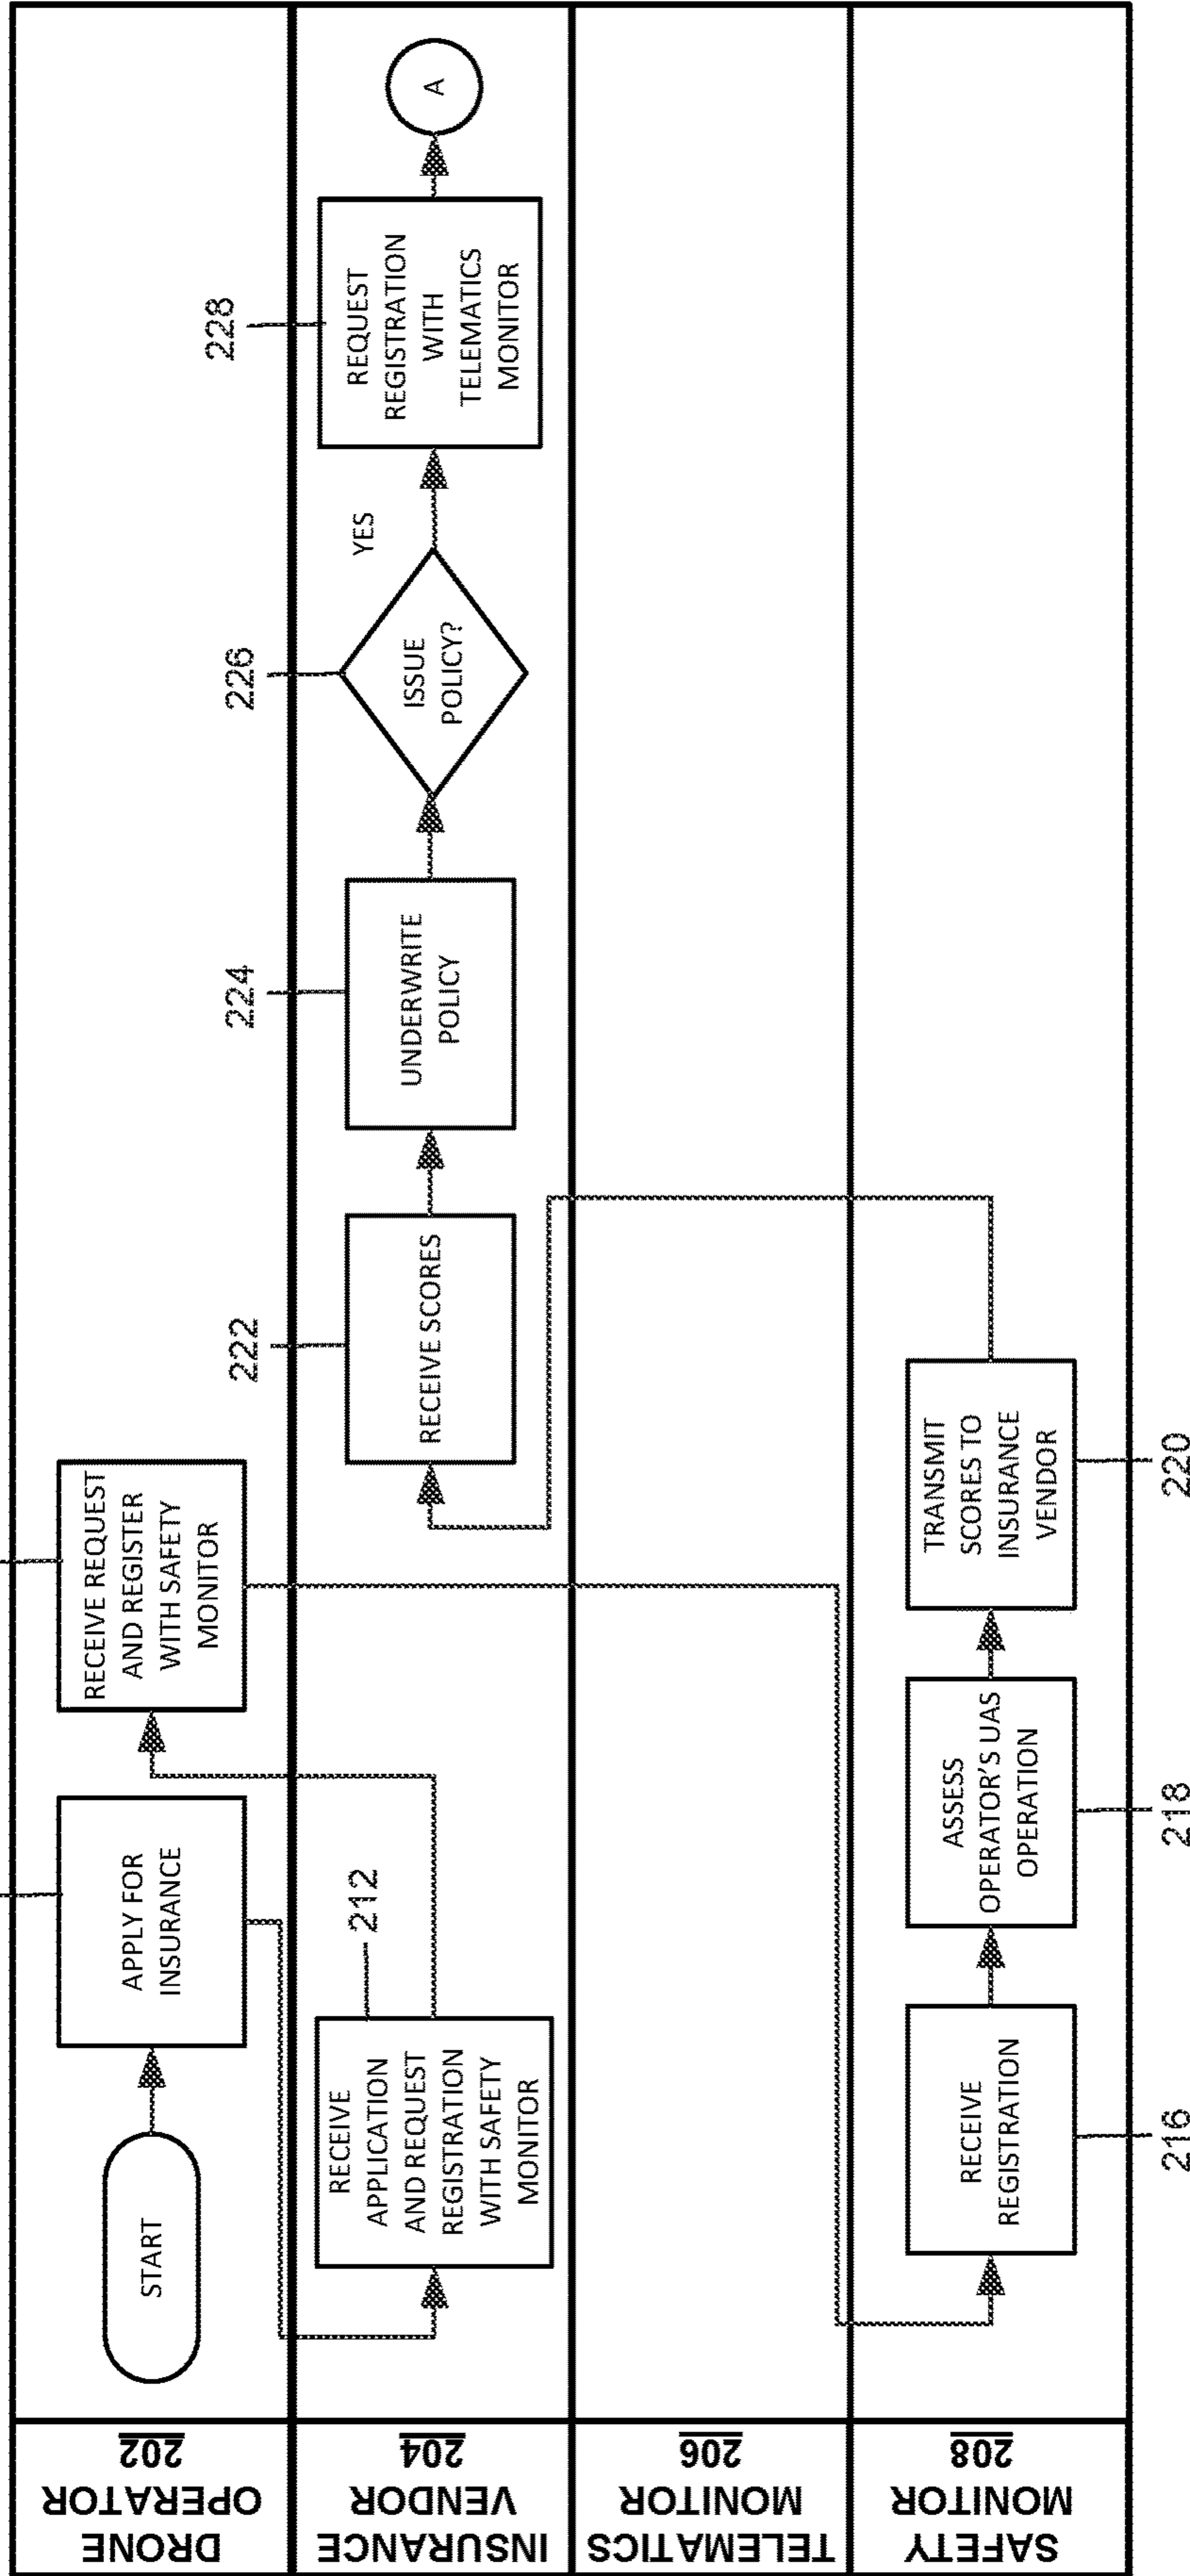 DRONE
OPERATOR
202
START
APPLY FOR
INSURANCE
RECEIVE REQUEST
AND REGISTER
WITH SAFETY
MONITOR
INSURANCE
VENDOR
204
RECEIVE
APPLICATION
AND REQUEST
REGISTRATION
WITH SAFETY
MONITOR
212
RECEIVE SCORES
222
UNDERWRITE
POLICY
224
ISSUE
POLICY?
226
YES
REQUEST
REGISTRATION
WITH
TELEMATICS
MONITOR
228
A
TELEMATICS
MONITOR
206
SAFETY
MONITOR
208
RECEIVE
REGISTRATION
216
ASSESS
OPERATOR'S UAS
OPERATION
218
TRANSMIT
SCORES TO
INSURANCE
VENDOR
220